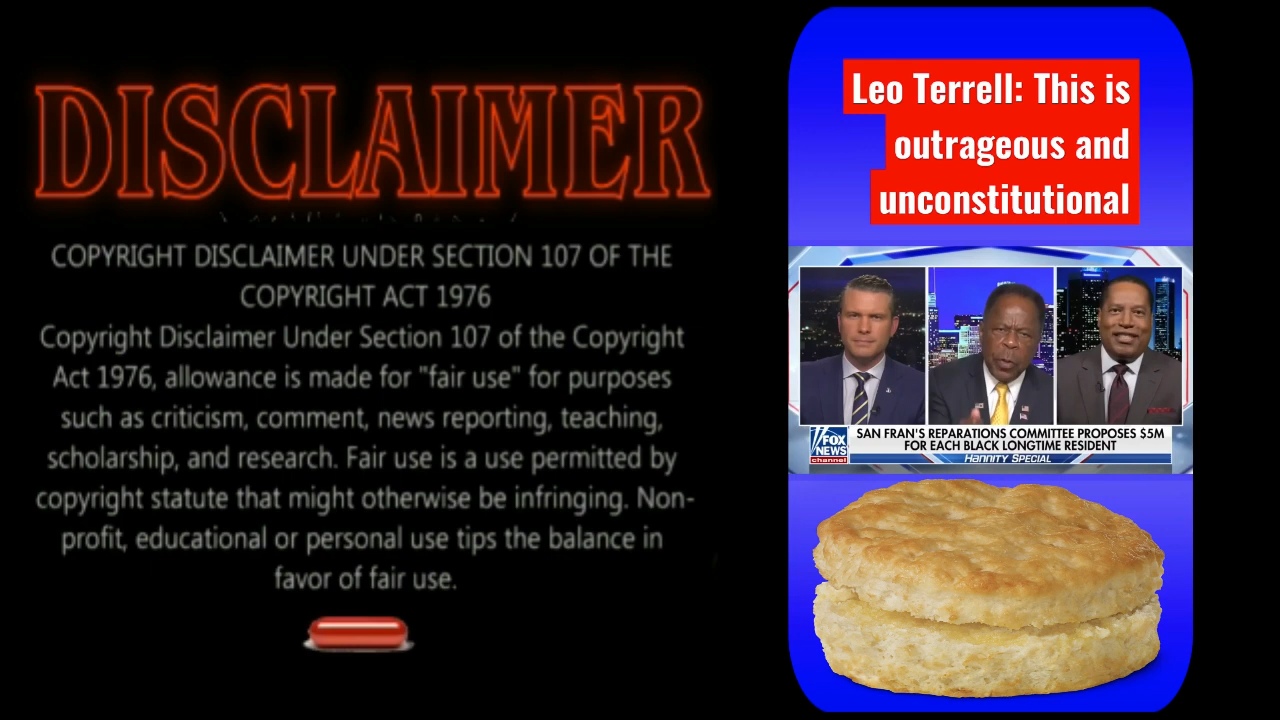 DISCLAIMER
COPYRIGHT DISCLAIMER UNDER SECTION 107 OF THE
COPYRIGHT ACT 1976
Copyright Disclaimer Under Section 107 of the Copyright
Act 1976, allowance is made for "fair use" for purposes
such as criticism, comment, news reporting, teaching,
scholarship, and research. Fair use is a use permitted by
copyright statute that might otherwise be infringing. Non-
profit, educational or personal use tips the balance in
favor of fair use.
Leo Terrell: This is
outrageous and
unconstitutional
FOX
NEWS
channel
SAN FRAN'S REPARATIONS COMMITTEE PROPOSES $5M
FOR EACH BLACK LONGTIME RESIDENT
HANNITY SPECIAL